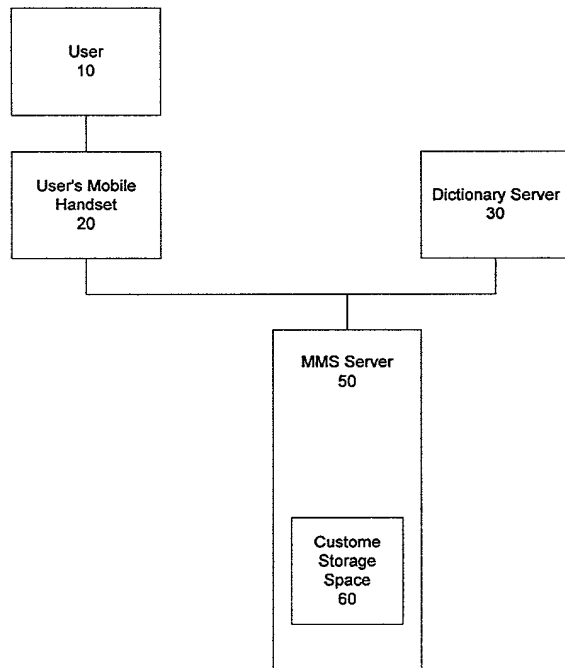 User
10
User's Mobile
Handset
20
Dictionary Server
30
MMS Server
50
Custome
Storage
Space
60